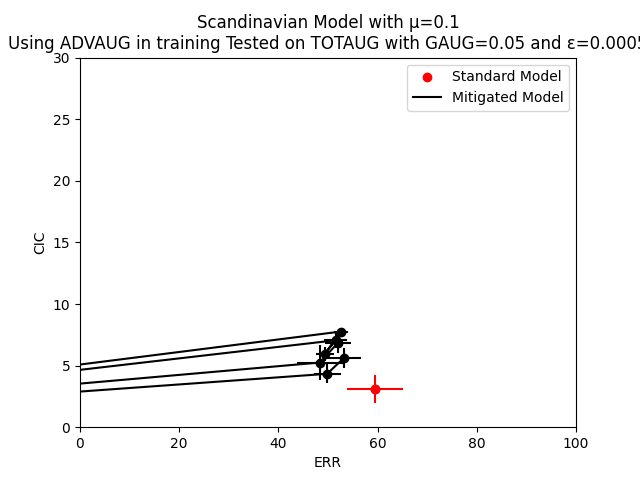 Scandinavian Model with μ=0.1
Using ADVAUG in training Tested on TOTAUG with GAUG=0.05 and ε=0.0005
Standard Model
Mitigated Model
30
25
20
15
10
5
0
CIC
0 20 40 60 80 100
ERR